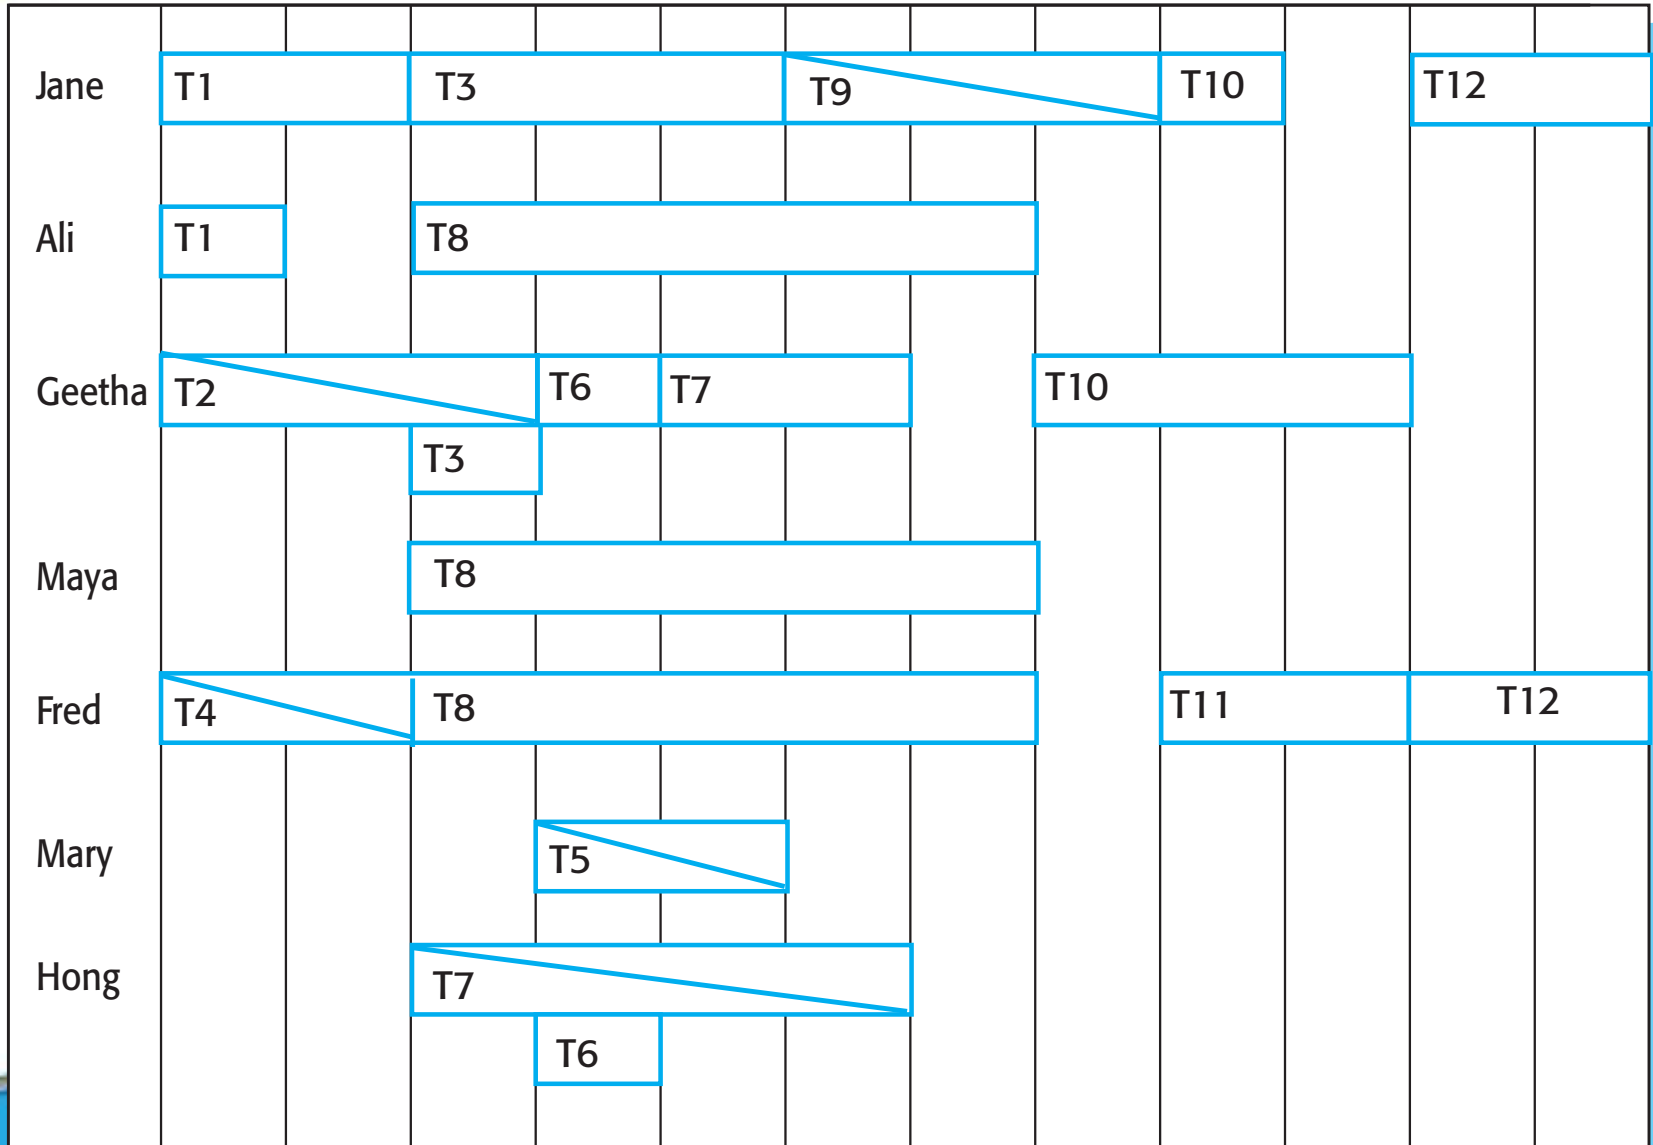 Jane T1 T3 T9 T10 T12
Ali T1 T8
Geetha T2 T6 T7 T10
T3
Maya T8
Fred T4 T8 T11 T12
Mary T5
Hong T7
T6